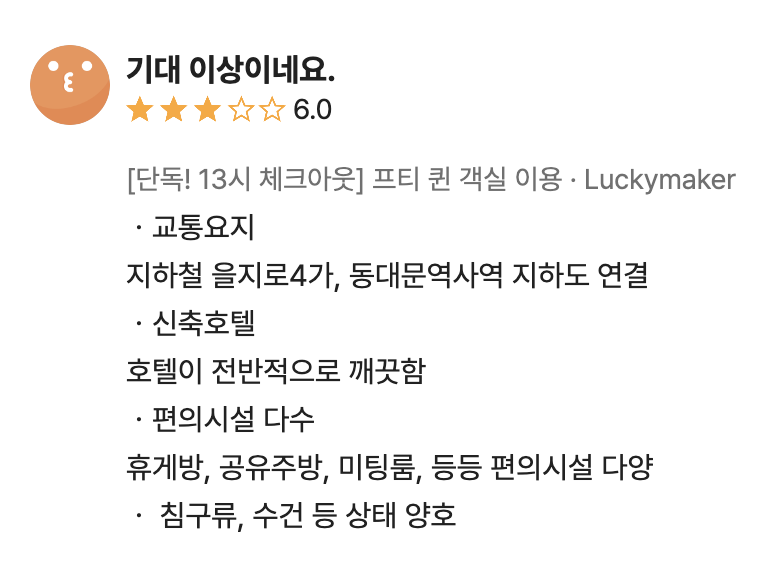 기대 이상이네요.
6.0
[단독! 13시 체크아웃] 프티 퀸 객실 이용 · Luckymaker
· 교통요지
지하철 을지로4가, 동대문역사역 지하도 연결
· 신축호텔
호텔이 전반적으로 깨끗함
· 편의시설 다수
휴게방, 공유주방, 미팅룸, 등등 편의시설 다양
· 침구류, 수건 등 상태 양호